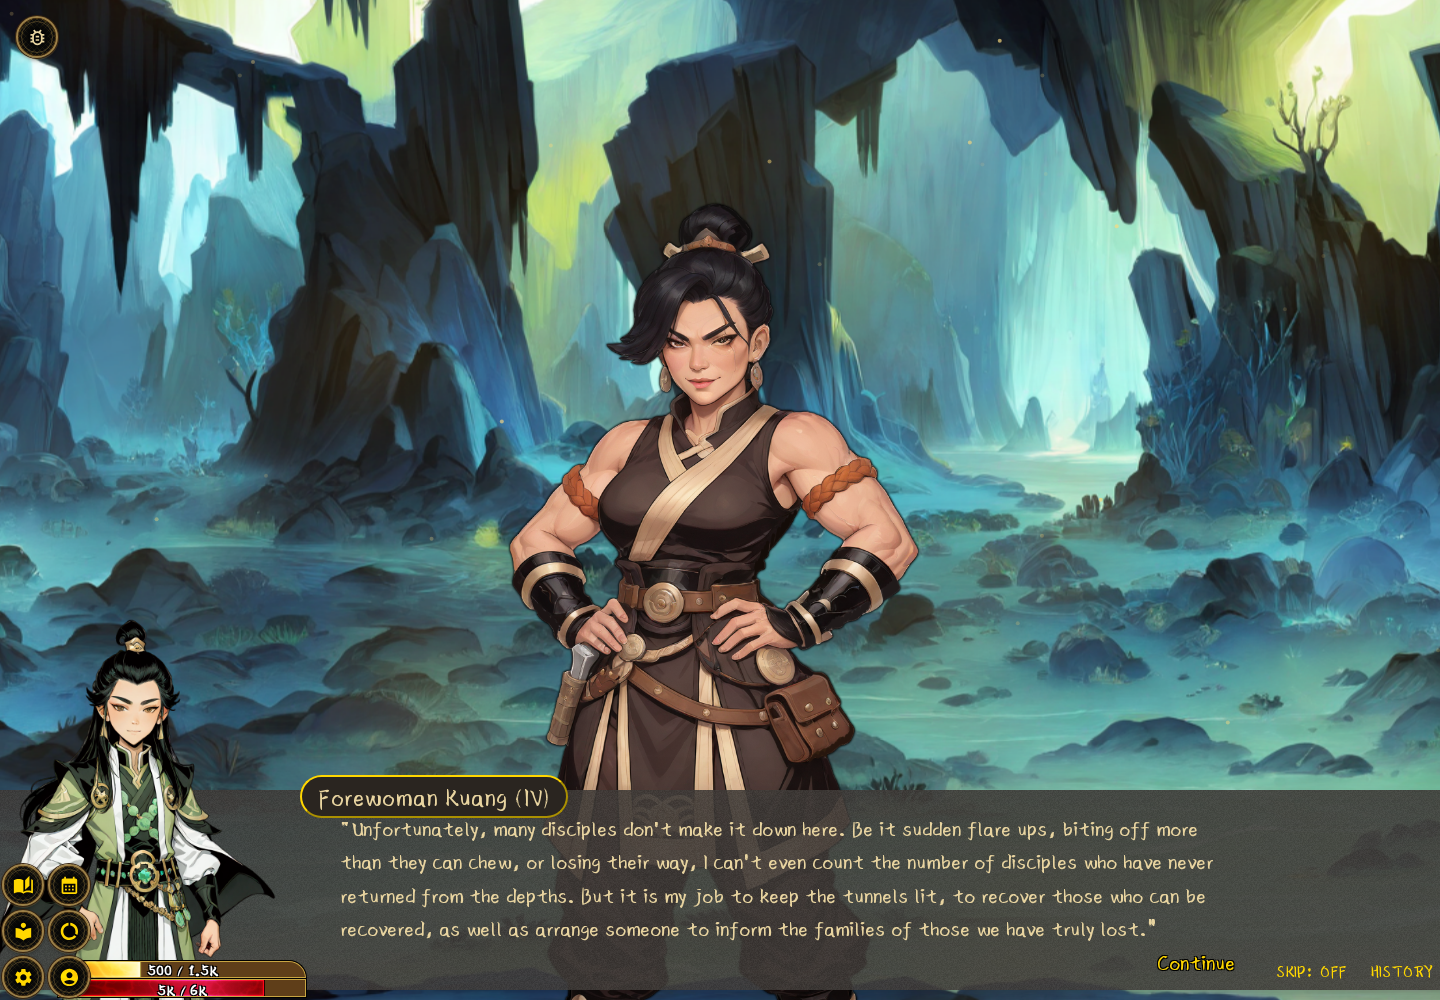 Forewoman Kuang (IV)
"Unfortunately, many disciples don't make it down here. Be it sudden flare ups, biting off more
than they can chew, or losing their way, I can't even count the number of disciples who have never
returned from the depths. But it is my job to keep the tunnels lit, to recover those who can be
recovered, as well as arrange someone to inform the families of those we have truly lost."
Continue
SKIP: OFF HISTORY
500 / 1.5k
5k / 6k